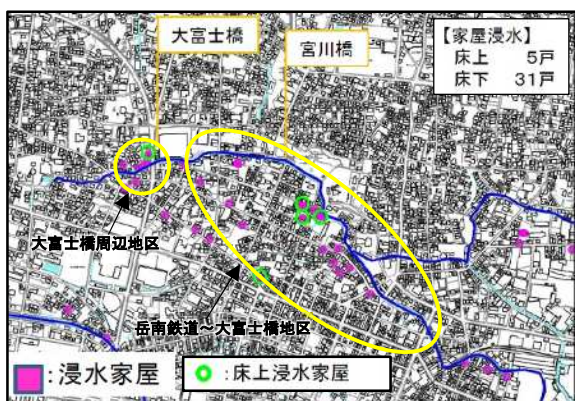 大富士橋
宮川橋
【家屋浸水】
床上 5戸
床下 31戸
大富士橋周辺地区
岳南鉄道~大富士橋地区
:浸水家屋
:床上浸水家屋